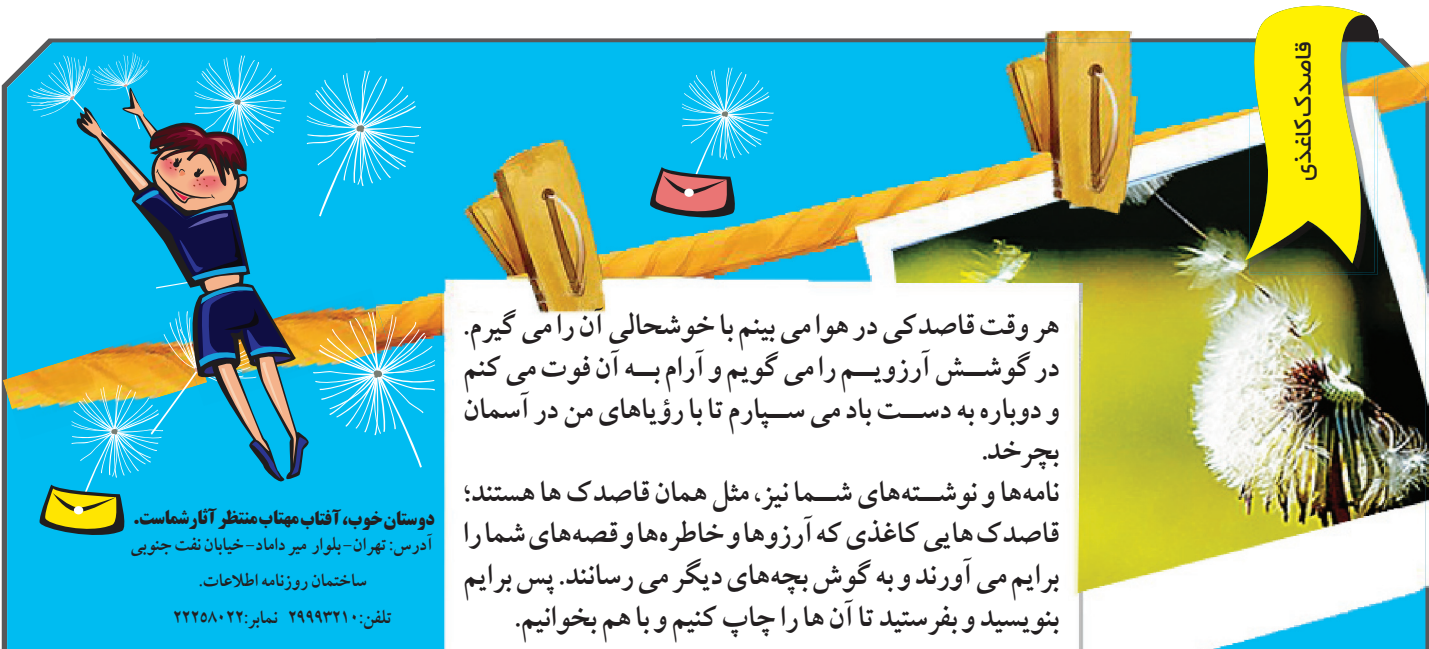 قاصدک کاغذی
هر وقت قاصدکی در هوا می بینم با خوشحالی آن را می گیرم.
در گوشش آرزویم را می گویم و آرام به آن فوت می کنم
و دوباره به دست باد می سپارم تا با رؤیاهای من در آسمان
بچرخد.
نامه‌ها و نوشته‌های شما نیز، مثل همان قاصدک ها هستند؛
قاصدک هایی کاغذی که آرزوها و خاطره‌ها و قصه‌های شما را
برایم می آورند و به گوش بچه‌های دیگر می رسانند. پس برایم
بنویسید و بفرستید تا آن ها را چاپ کنیم و با هم بخوانیم.
دوستان خوب، آفتاب مهتاب منتظر آثار شماست.
آدرس: تهران- بلوار میر داماد- خیابان نفت جنوبی
ساختمان روزنامه اطلاعات.
تلفن: ۲۹۹۹۳۲۱۰ نمابر: ۲۲۲۵۸۰۲۲